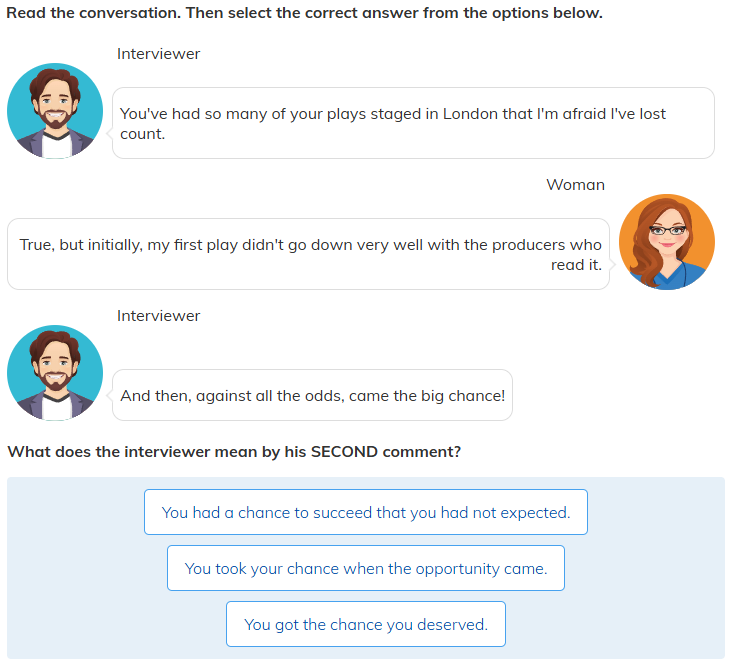 Read the conversation. Then select the correct answer from the options below.
Interviewer
You've had so many of your plays staged in London that I'm afraid I've lost
count.
Woman
True, but initially, my first play didn't go down very well with the producers who
read it.
Interviewer
And then, against all the odds, came the big chance!
What does the interviewer mean by his SECOND comment?
You had a chance to succeed that you had not expected.
You took your chance when the opportunity came.
You got the chance you deserved.